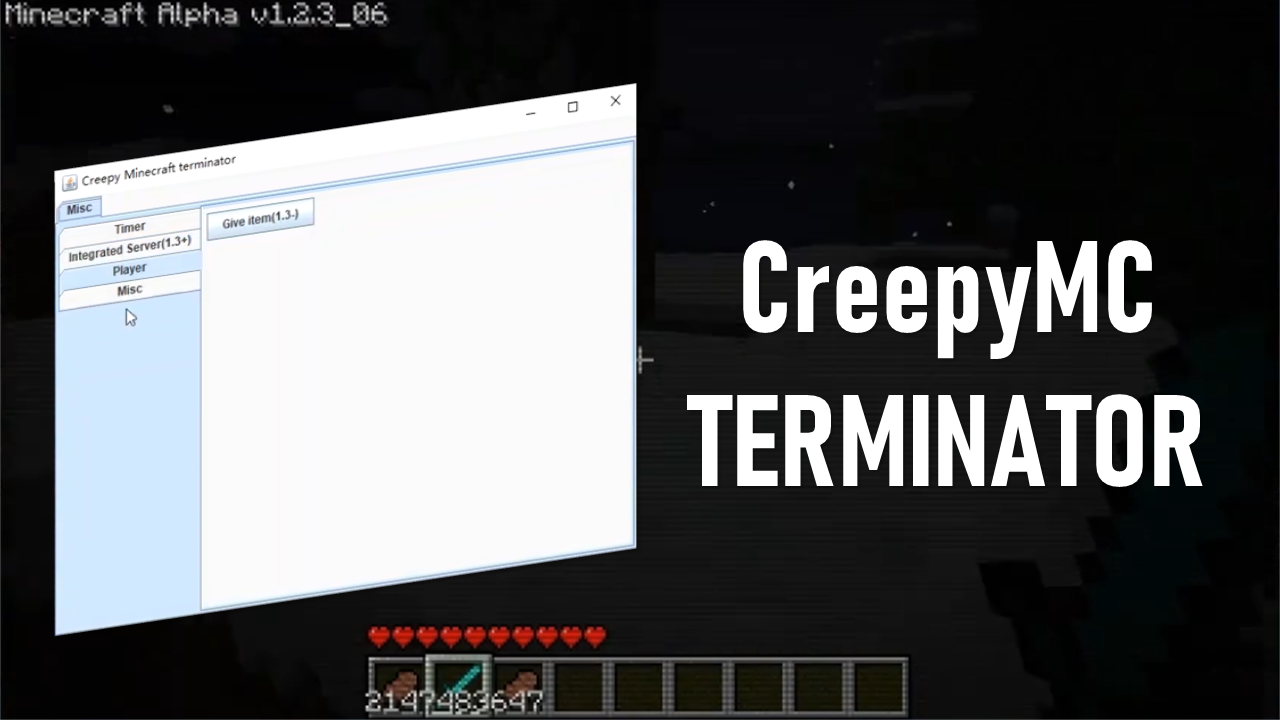 Minecraft Alpha v1.2.3_06
Creepy Minecraft terminator
Misc
Timer
Integrated Server(1.3+)
Player
Misc
Give item(1.3-)
CreepyMC
TERMINATOR
2147483647